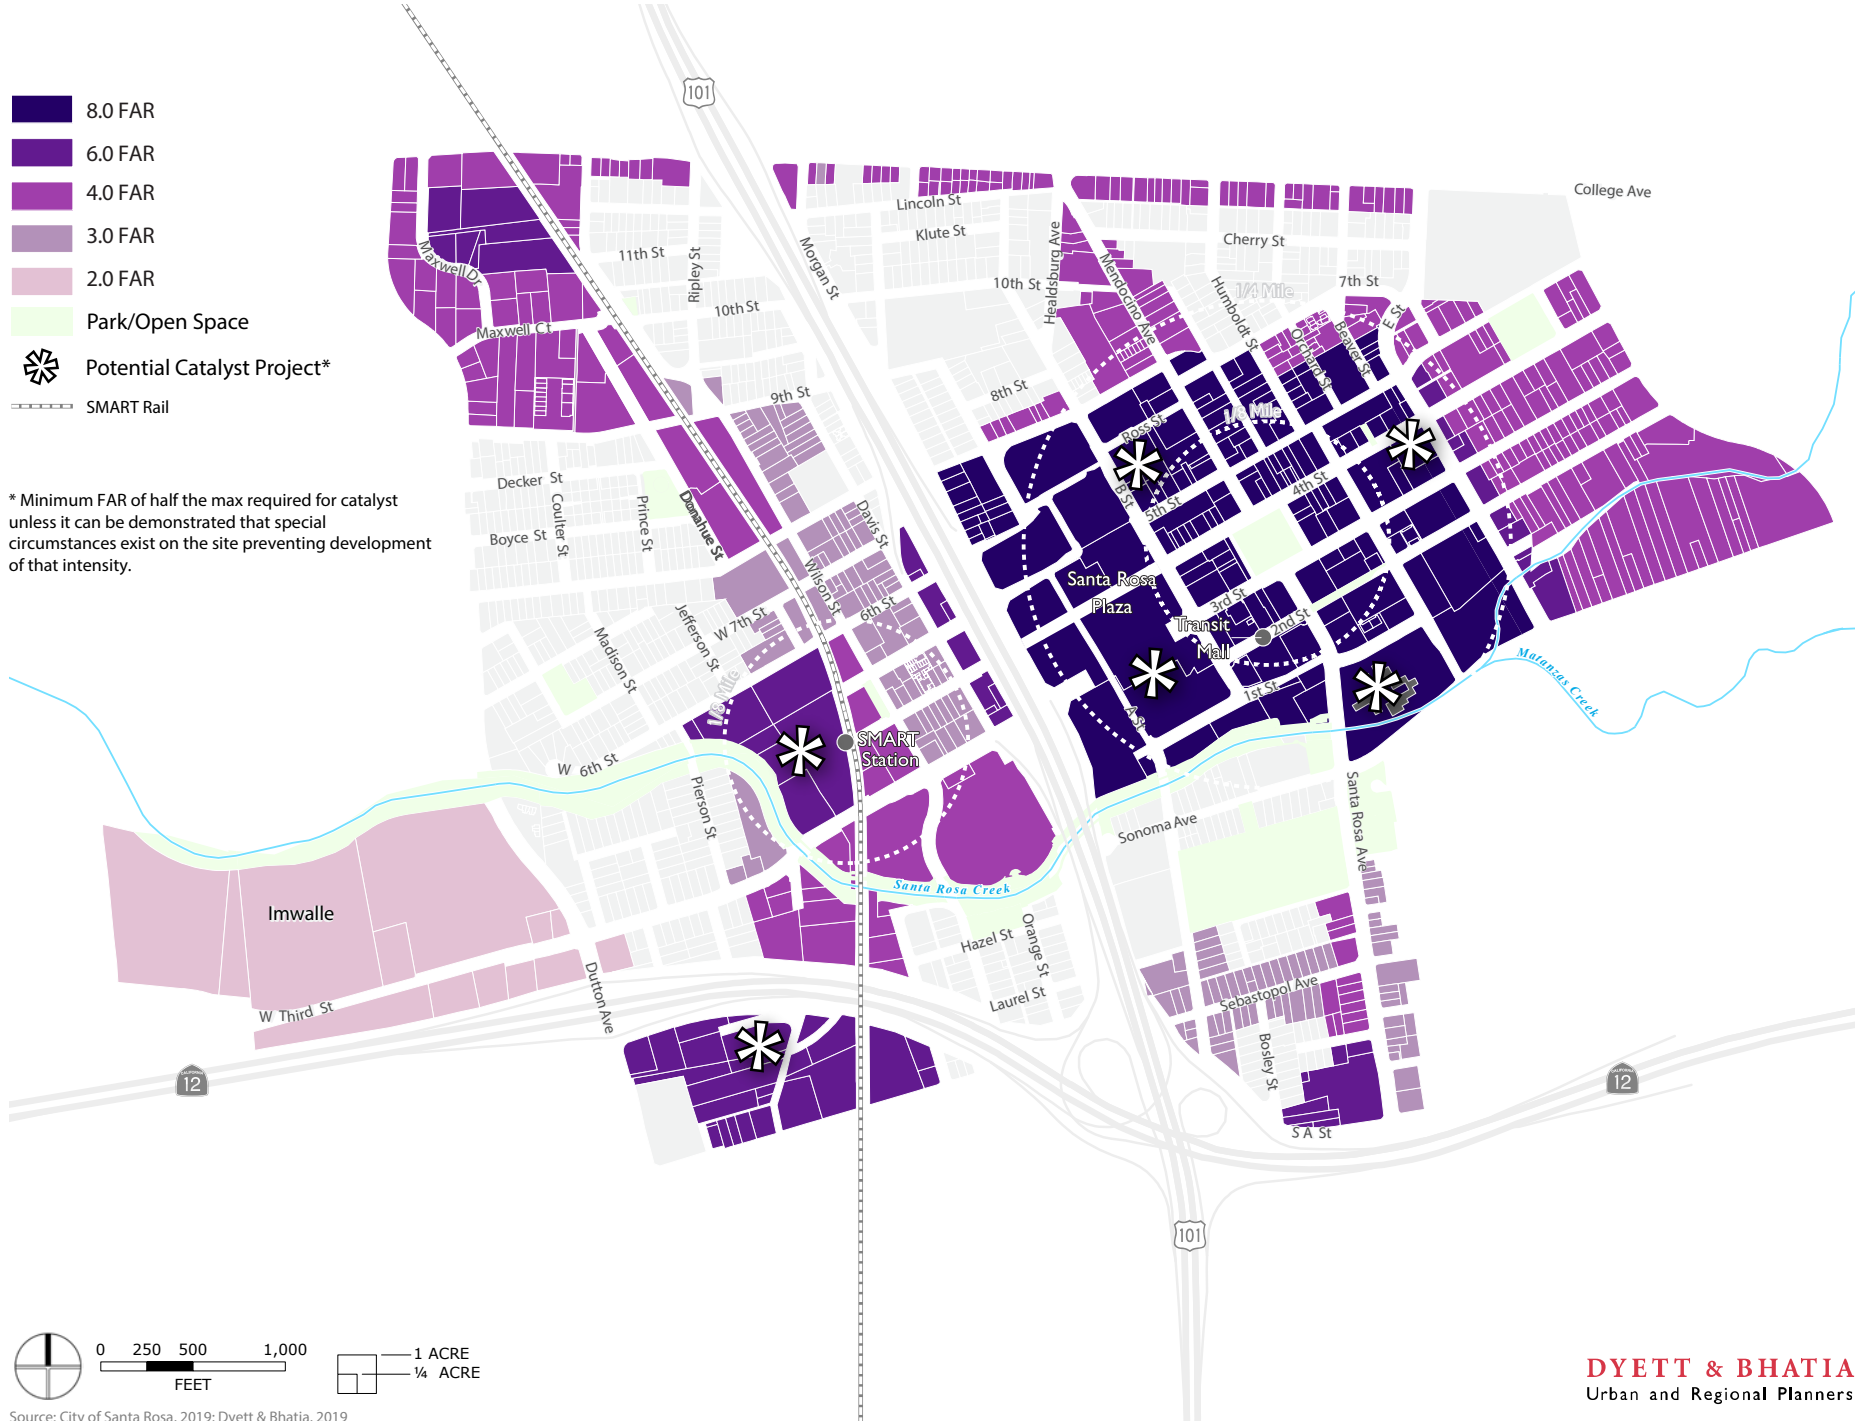 101
8.0 FAR
6.0 FAR
4.0 FAR
3.0 FAR
2.0 FAR
Park/Open Space
Potential Catalyst Project*
SMART Rail
* Minimum FAR of half the max required for catalyst
unless it can be demonstrated that special
circumstances exist on the site preventing development
of that intensity.
College Ave
Lincoln St
Klute St
Cherry St
11th St
Ripley St
Morgan St
Healdsburg Ave
Mendocino Ave
Humboldt St
7th St
1/4 Mile
10th St
10th St
Maxwell Dr
Maxwell Ct
Orchard St
Beaver St
E St
9th St
8th St
Ross St
1/8 Mile
B St
5th St
4th St
Decker St
Coulter St
Prince St
Donahue St
Boyce St
Davis St
Wilson St
6th St
W 7th St
Jefferson St
Madison St
1/8 Mile
Santa Rosa
Plaza
3rd St
2nd St
Transit
Mall
1st St
A St
Matanzas Creek
SMART
Station
W 6th St
Pierson St
Sonoma Ave
Santa Rosa Ave
Santa Rosa Creek
Imwalle
Hazel St
Orange St
Laurel St
Sebastopol Ave
Bosley St
W Third St
Dutton Ave
CALIFORNIA
12
CALIFORNIA
12
S A St
101
0 250 500 1,000
FEET
1 ACRE
¼ ACRE
Source: City of Santa Rosa, 2019; Dyett & Bhatia, 2019
DYETT & BHATIA
Urban and Regional Planners